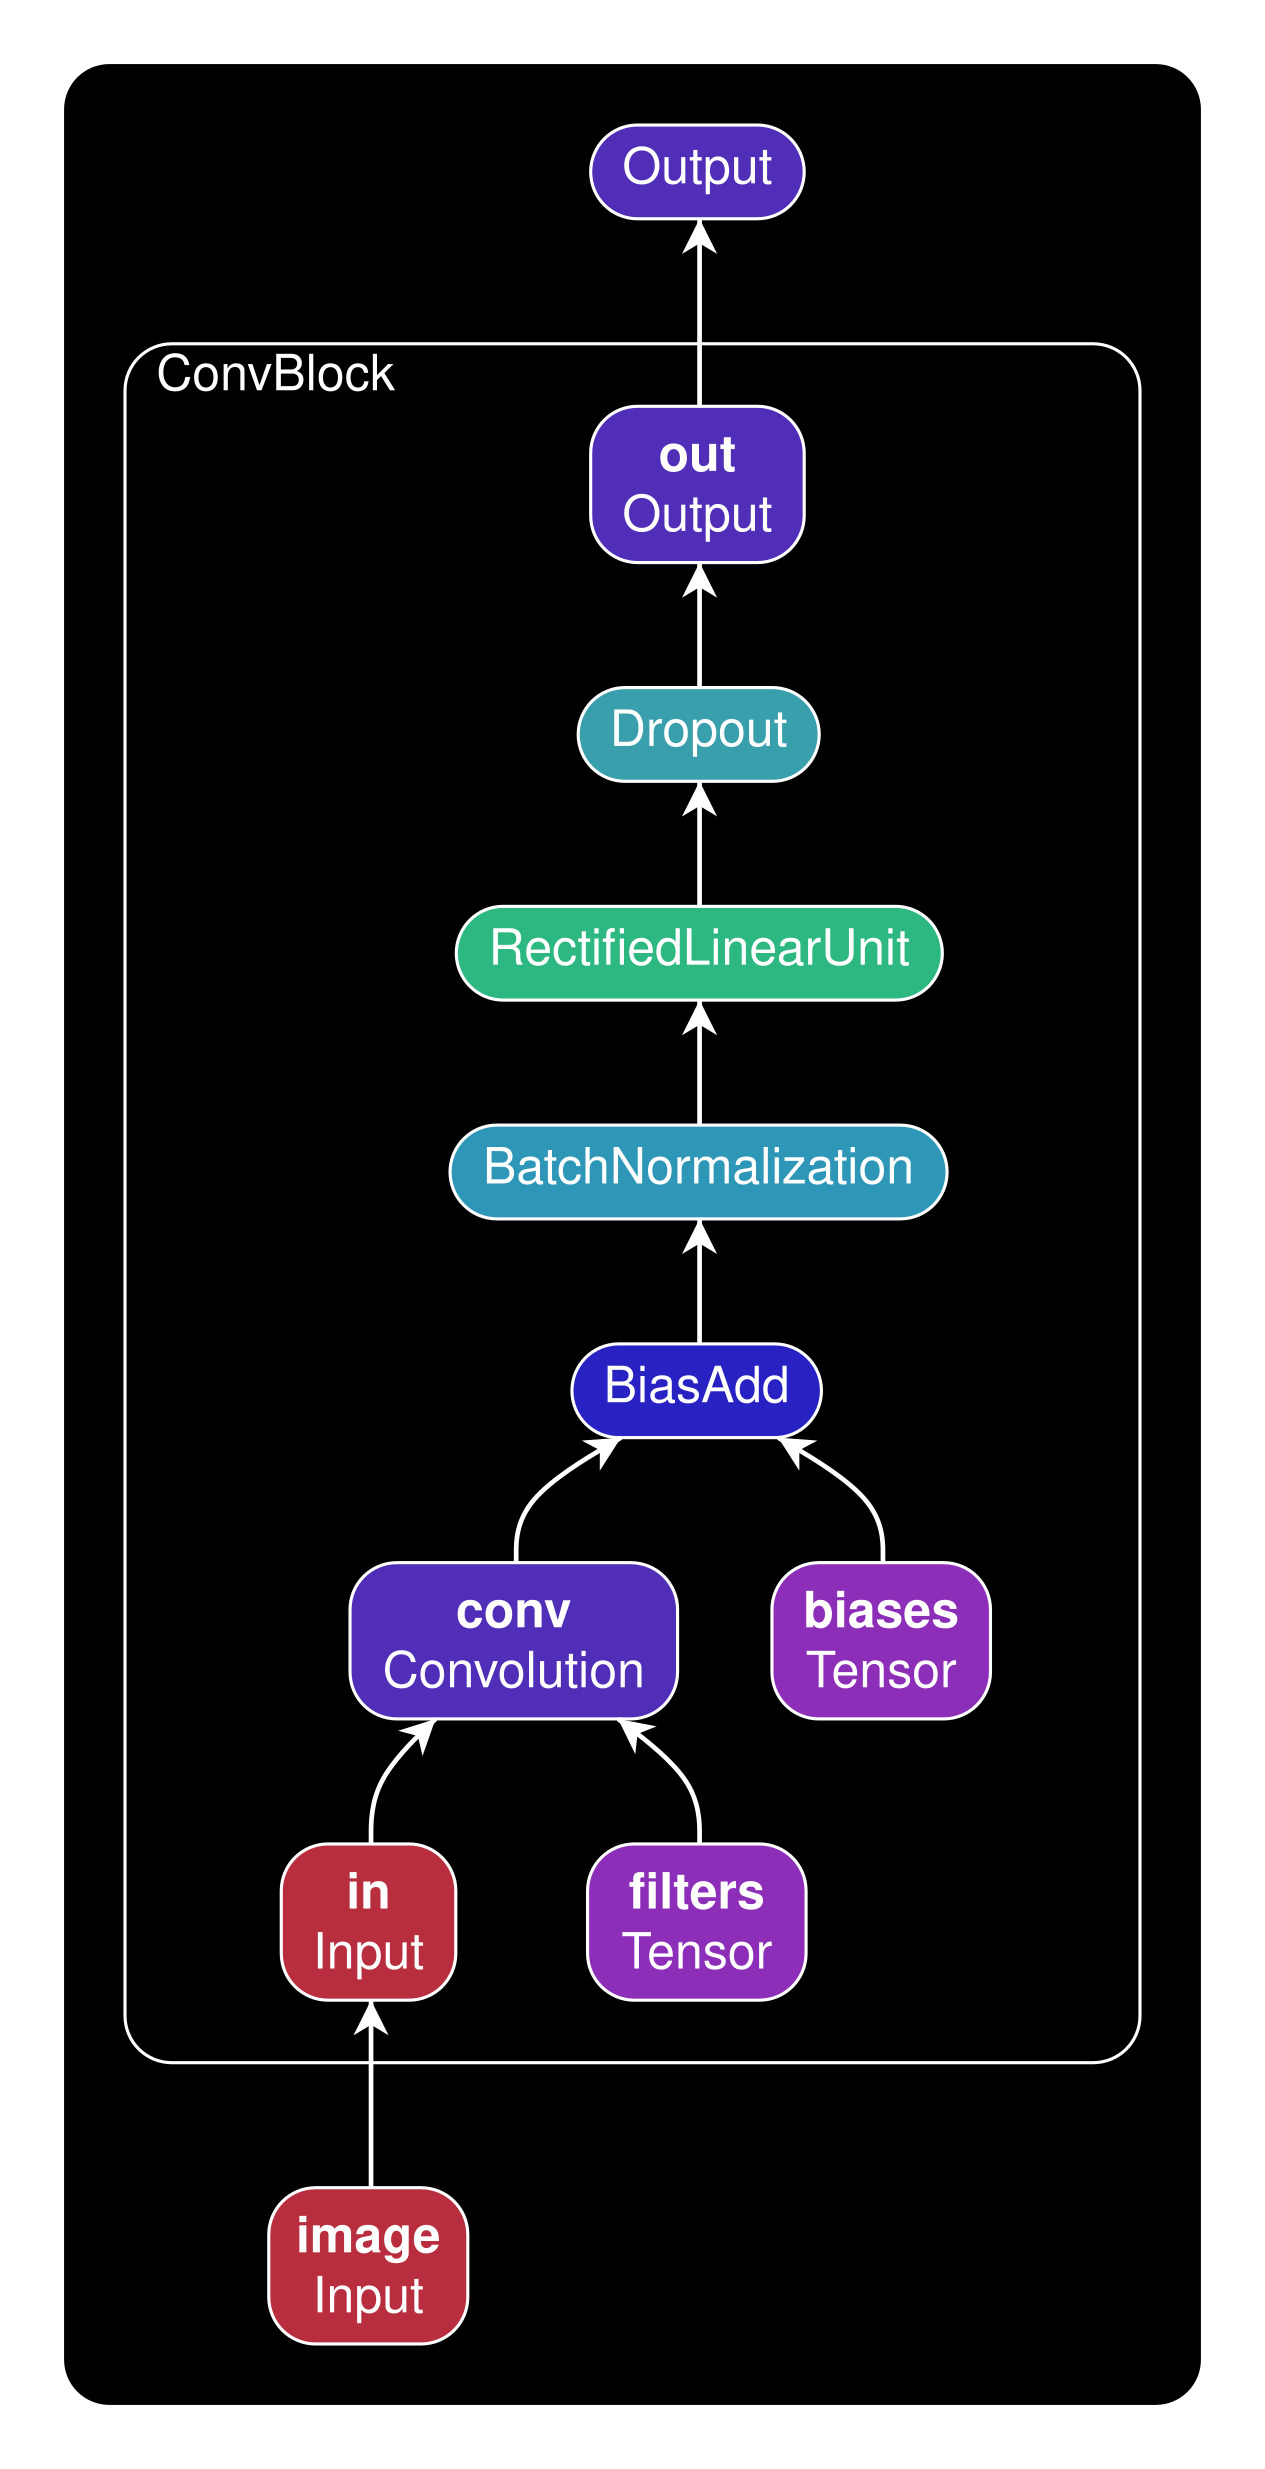 Output
ConvBlock
out
Output
Dropout
RectifiedLinearUnit
BatchNormalization
BiasAdd
conv
Convolution
biases
Tensor
in
Input
filters
Tensor
image
Input